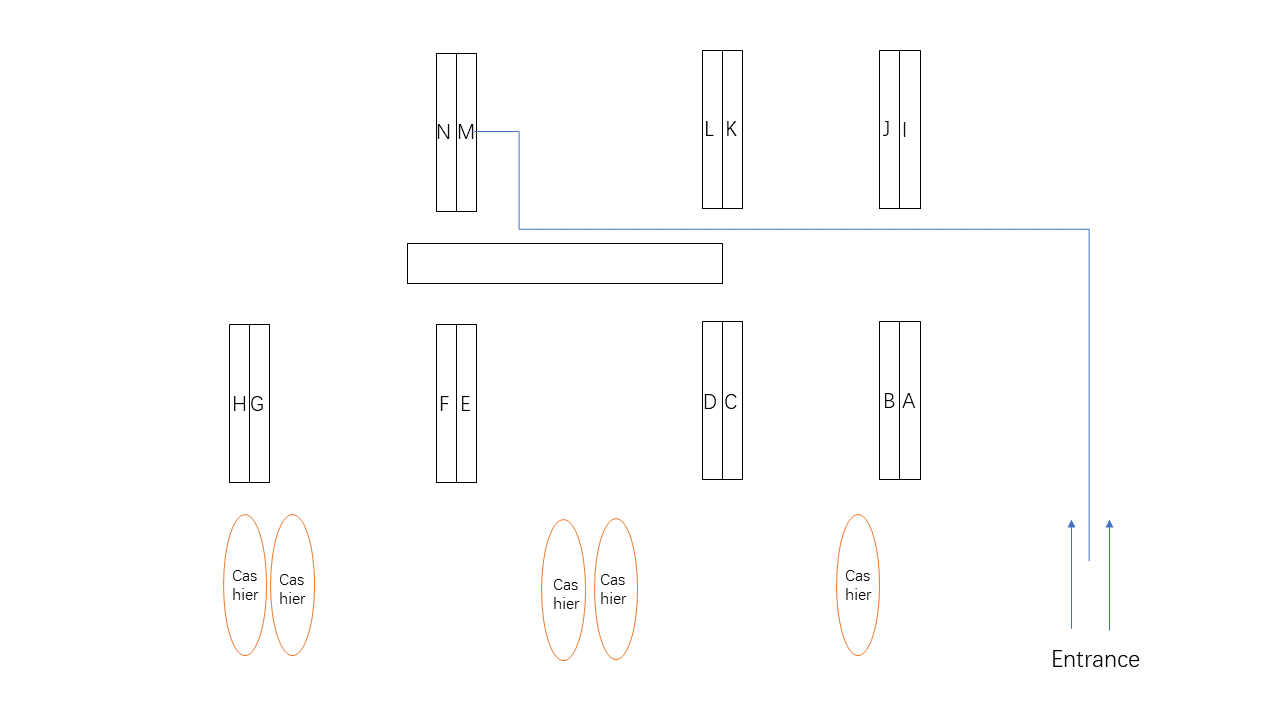 N M
L K
J I
H G
F E
D C
B A
Cas
hier
Cas
hier
Cas
hier
Cas
hier
Cas
hier
Entrance